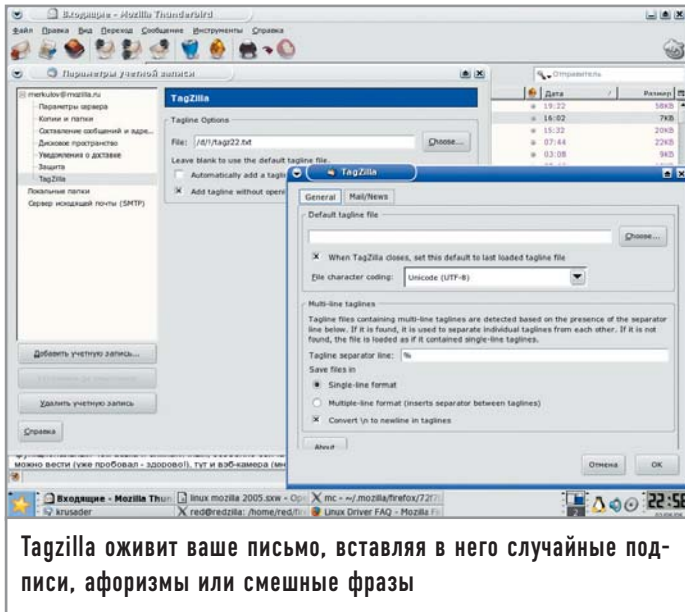 Входящие - Mozilla Thunderbird
Файл Правка Вид Переход Сообщение Инструменты Справка
Параметры учетной записи
Отправитель
Дата Размер
19:22 58KB
16:02 7KB
15:32 20KB
07:44 22KB
03:08 9KB
merkulov@mozilla.ru
Параметры сервера
Копии и папки
Составление сообщений и адре...
Дисковое пространство
Уведомления о доставке
Защита
TagZilla
Локальные папки
Сервер исходящей почты (SMTP)
Добавить учетную запись...
Удалить учетную запись
Справка
TagZilla
Tagline Options
File: /d/!/tagz22.txt Choose...
Leave blank to use the default tagline file.
Automatically add a tagli
Add tagline without openi
TagZilla
General Mail/News
Default tagline file
Choose...
When TagZilla closes, set this default to last loaded tagline file
File character coding: Unicode (UTF-8)
Multi-line taglines
Tagline files containing multi-line taglines are detected based on the presence of the separator
line below. If it is found, it is used to separate individual taglines from each other. If it is not
found, the file is loaded as if it contained single-line taglines.
Tagline separator line: %
Save files in
Single-line format
Multiple-line format (inserts separator between taglines)
Convert \n to newline in taglines
About
Отмена OK
можно вести (уже пробовал - здорово!), тут и вэб-камера
Входящие - Mozilla Thun linux mozilla 2005.sxw - Op mc - ~/.mozilla/firefox/72f7
krusader red@redzilla: /home/red/fir Linux Driver FAQ - Mozilla Fi
2 22:58
Tagzilla оживит ваше письмо, вставляя в него случайные под-
писи, афоризмы или смешные фразы